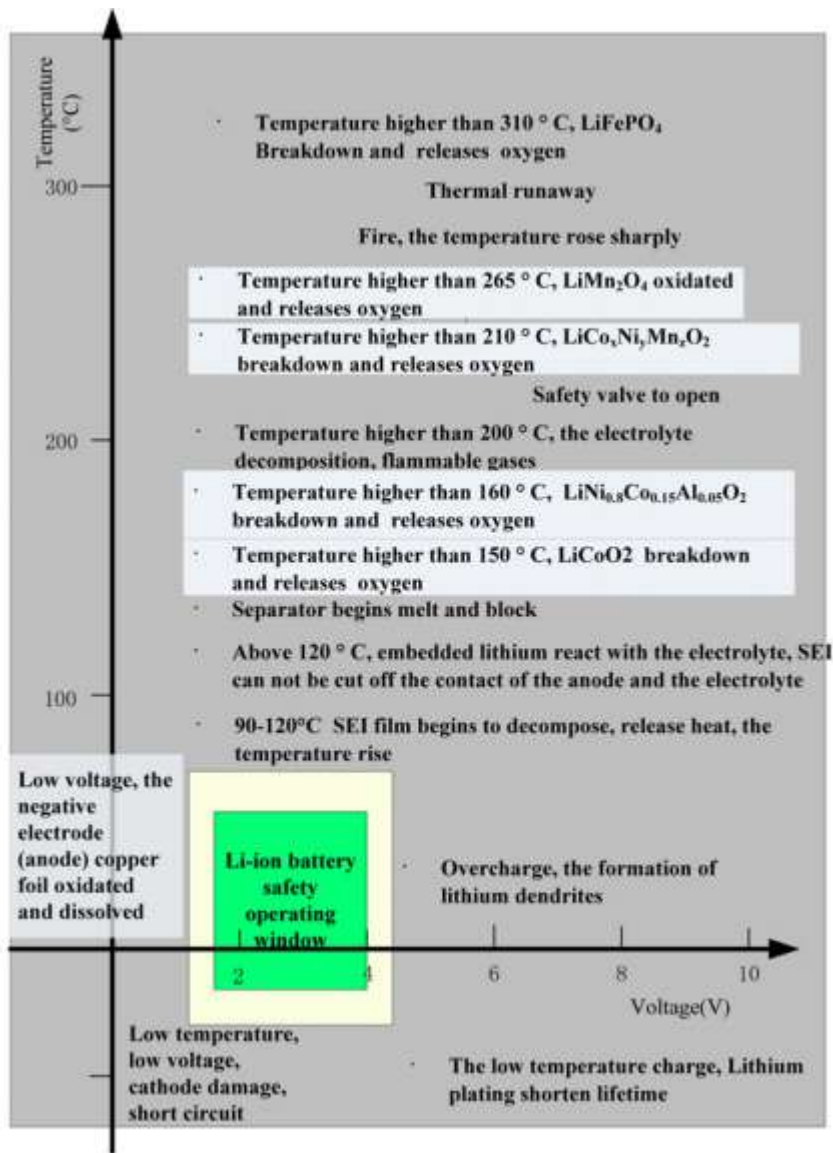 Temperature
(°C)
· Temperature higher than 310 ° C, LiFePO₄
Breakdown and releases oxygen
300
Thermal runaway
Fire, the temperature rose sharply
· Temperature higher than 265 ° C, LiMn₂O₄ oxidated
and releases oxygen
· Temperature higher than 210 ° C, LiCoₓNiᵧMn_zO₂
breakdown and releases oxygen
Safety valve to open
200
· Temperature higher than 200 ° C, the electrolyte
decomposition, flammable gases
· Temperature higher than 160 ° C, LiNi₀.₈Co₀.₁₅Al₀.₀₅O₂
breakdown and releases oxygen
· Temperature higher than 150 ° C, LiCoO2 breakdown
and releases oxygen
· Separator begins melt and block
· Above 120 ° C, embedded lithium react with the electrolyte, SEI
can not be cut off the contact of the anode and the electrolyte
100
· 90-120°C SEI film begins to decompose, release heat, the
temperature rise
Low voltage, the
negative
electrode
(anode) copper
foil oxidated
and dissolved
Li-ion battery
safety
operating
window
· Overcharge, the formation of
lithium dendrites
2 4 6 8 10
Voltage(V)
Low temperature,
low voltage,
cathode damage,
short circuit
· The low temperature charge, Lithium
plating shorten lifetime